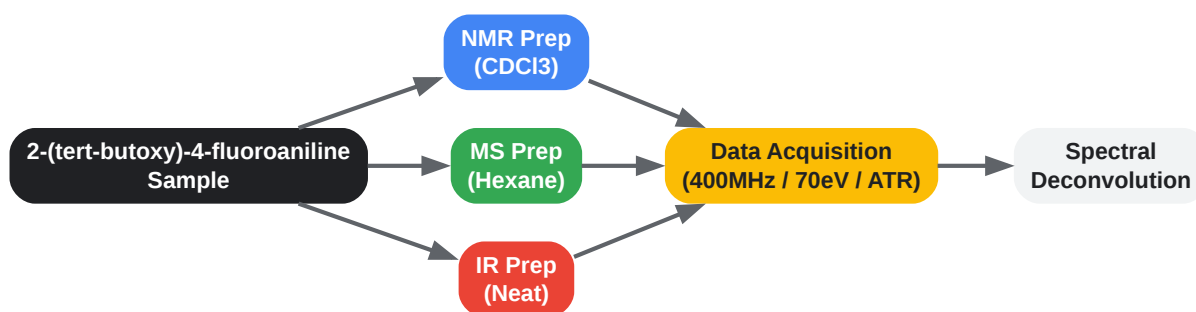 2-(tert-butoxy)-4-fluoroaniline
Sample
NMR Prep
(CDCl3)
MS Prep
(Hexane)
IR Prep
(Neat)
Data Acquisition
(400MHz / 70eV / ATR)
Spectral
Deconvolution